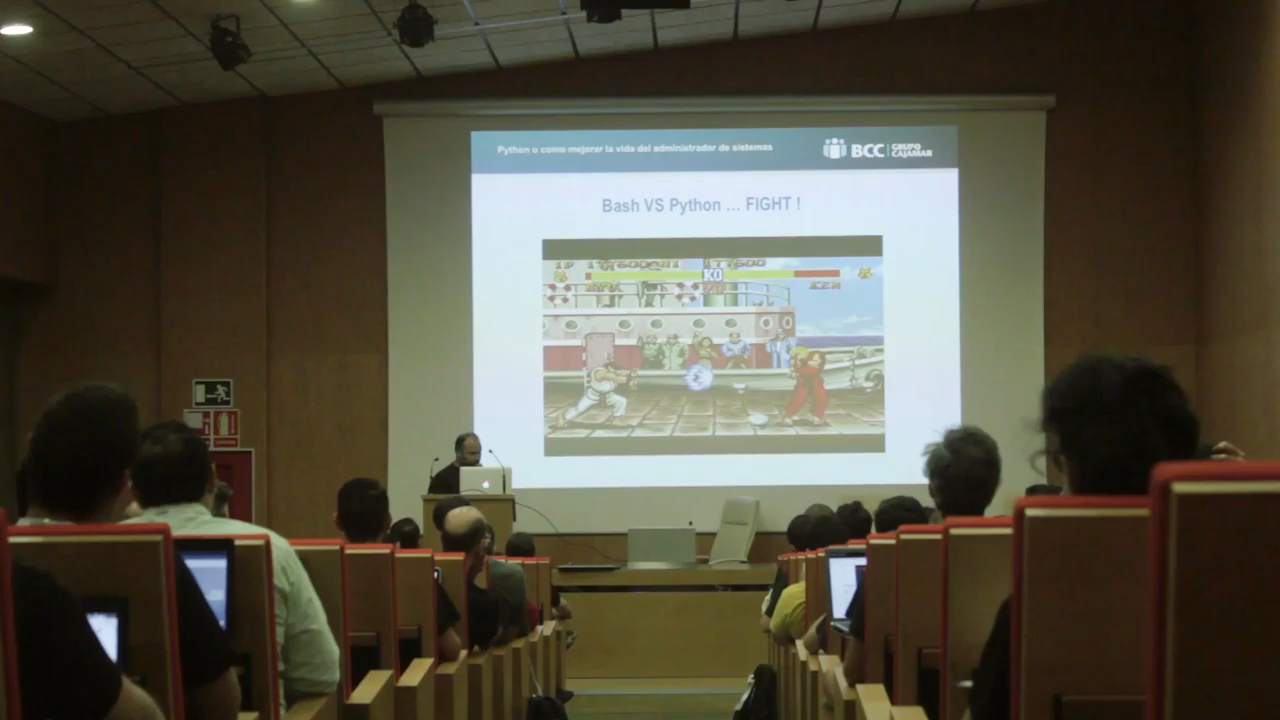 Python o como mejorar la vida del administrador de sistemas
BCC
GRUPO
CAJAMAR
Bash VS Python ... FIGHT !
KO
KEN